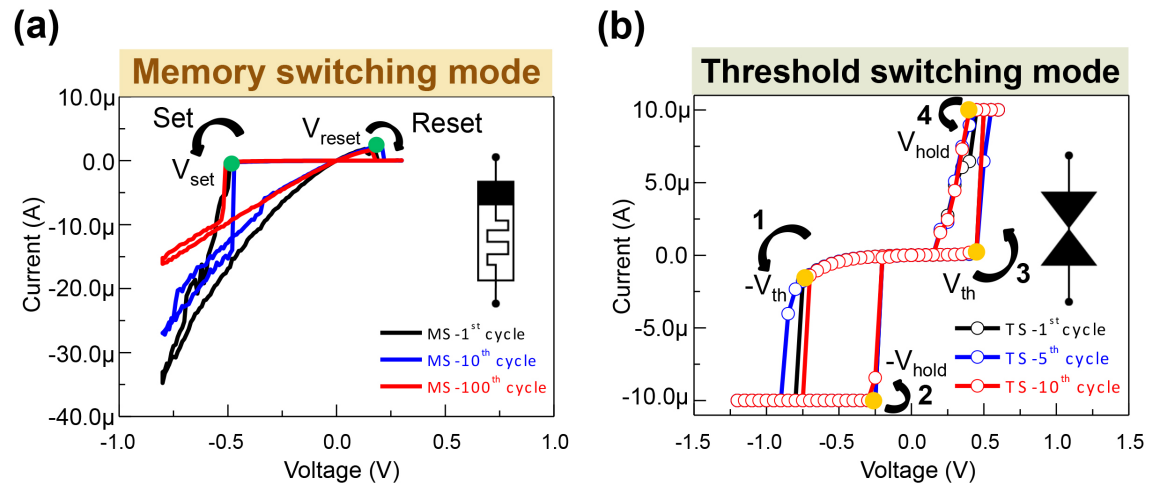 (a)
Memory switching mode
10.0µ
0.0
-10.0µ
-20.0µ
-30.0µ
-40.0µ
Current (A)
Set
Vset
Vreset
Reset
MS-1st cycle
MS-10th cycle
MS-100th cycle
-1.0 -0.5 0.0 0.5 1.0
Voltage (V)
(b)
Threshold switching mode
10.0µ
5.0µ
0.0
-5.0µ
-10.0µ
Current (A)
4
Vhold
1
-Vth
Vth
3
-Vhold
2
TS-1st cycle
TS-5th cycle
TS-10th cycle
-1.5 -1.0 -0.5 0.0 0.5 1.0 1.5
Voltage (V)